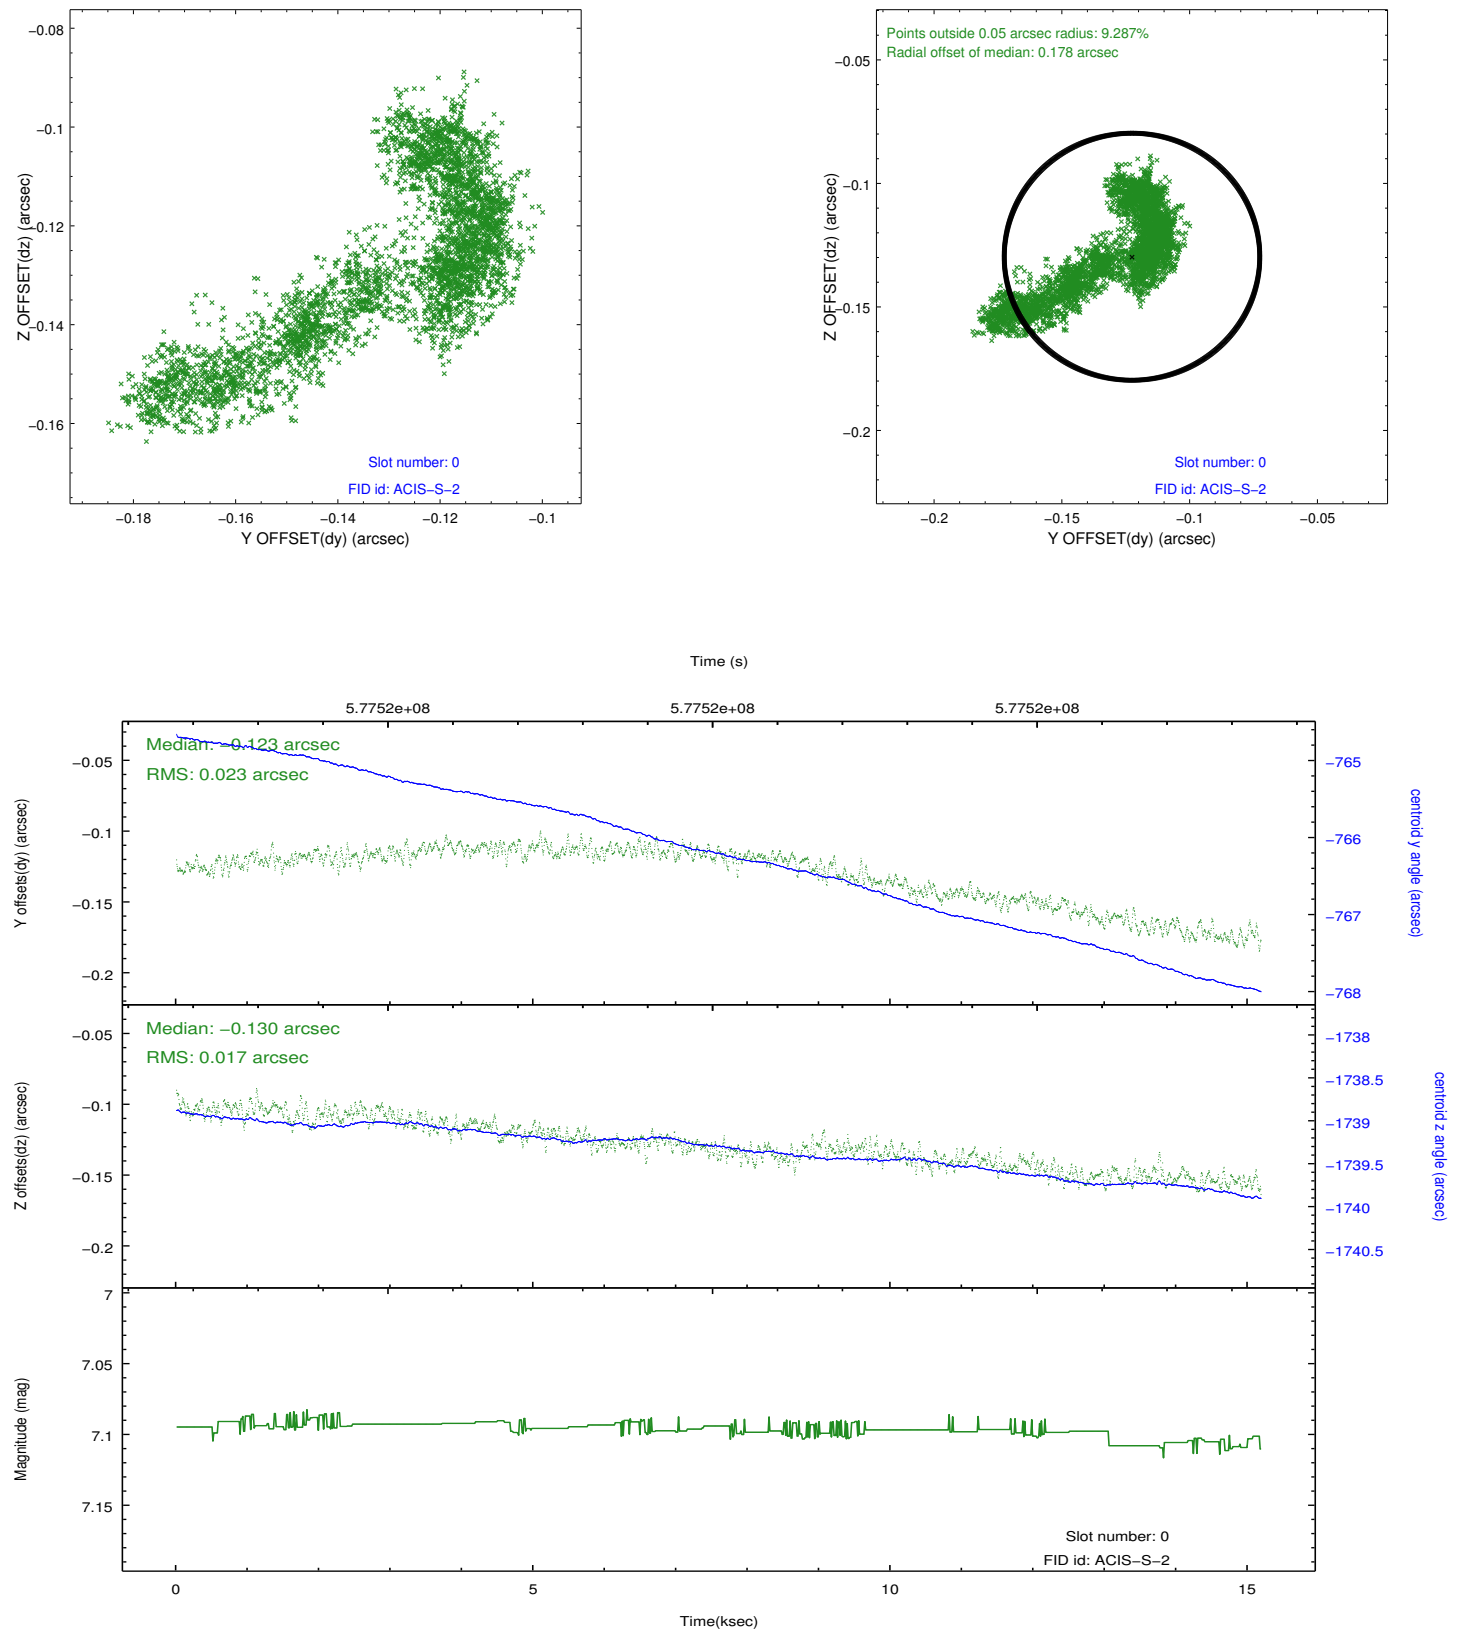 −0.08
−0.1
−0.12
−0.14
−0.16
Z OFFSET(dz) (arcsec)
Slot number: 0
FID id: ACIS−S−2
−0.18
−0.16
−0.14
−0.12
−0.1
Y OFFSET(dy) (arcsec)
Points outside 0.05 arcsec radius: 9.287%
Radial offset of median: 0.178 arcsec
−0.05
−0.1
−0.15
−0.2
Z OFFSET(dz) (arcsec)
Slot number: 0
FID id: ACIS−S−2
−0.2
−0.15
−0.1
−0.05
Y OFFSET(dy) (arcsec)
Time (s)
5.7752e+08
5.7752e+08
5.7752e+08
Median: −0.123 arcsec
RMS: 0.023 arcsec
−0.05
−0.1
−0.15
−0.2
Y offsets(dy) (arcsec)
−765
−766
−767
−768
centroid y angle (arcsec)
Median: −0.130 arcsec
RMS: 0.017 arcsec
−0.05
−0.1
−0.15
−0.2
Z offsets(dz) (arcsec)
−1738
−1738.5
−1739
−1739.5
−1740
−1740.5
centroid z angle (arcsec)
7
7.05
7.1
7.15
Magnitude (mag)
Slot number: 0
FID id: ACIS−S−2
0
5
10
15
Time(ksec)